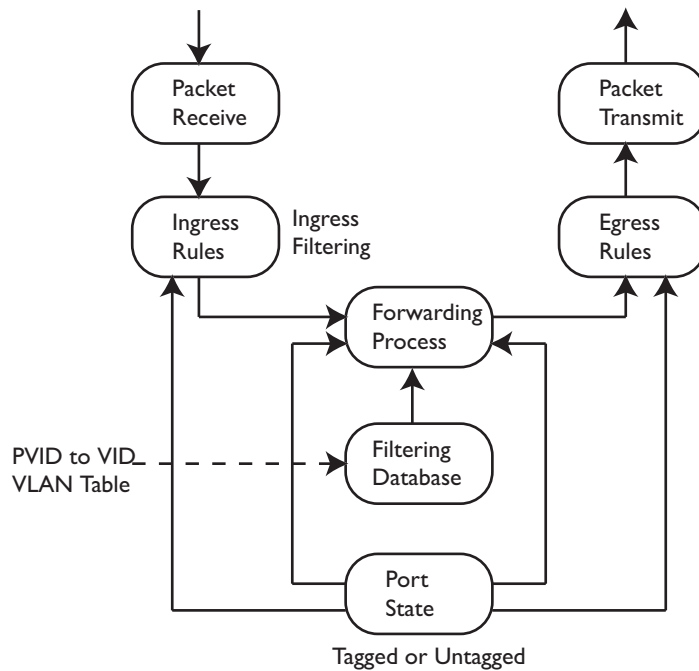 Packet
Receive
Packet
Transmit
Ingress
Rules
Ingress
Filtering
Egress
Rules
Forwarding
Process
PVID to VID
VLAN Table
Filtering
Database
Port
State
Tagged or Untagged